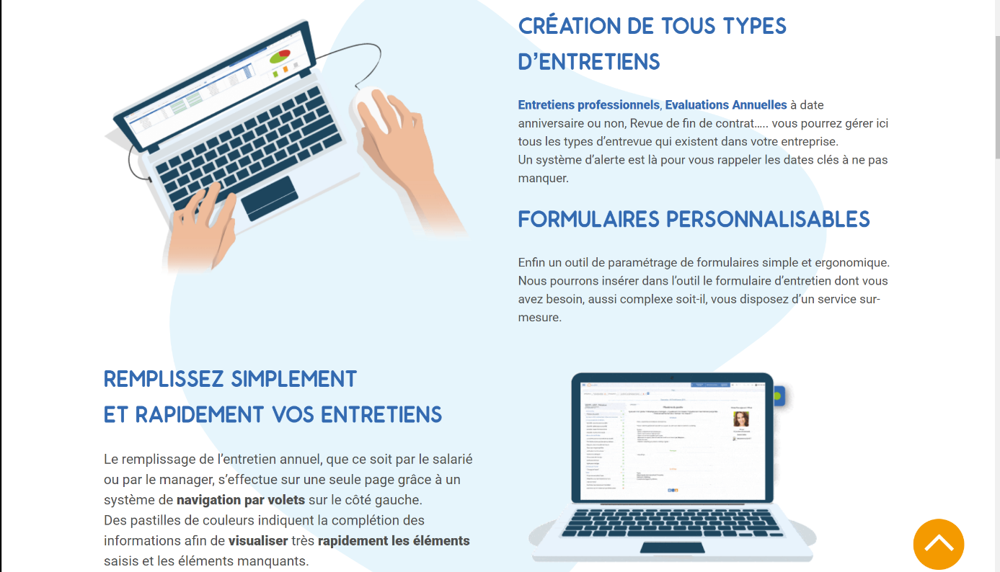 CRÉATION DE TOUS TYPES
D’ENTRETIENS
Entretiens professionnels, Evaluations Annuelles à date
anniversaire ou non, Revue de fin de contrat….. vous pourrez gérer ici
tous les types d’entrevue qui existent dans votre entreprise.
Un système d’alerte est là pour vous rappeler les dates clés à ne pas
manquer.
FORMULAIRES PERSONNALISABLES
Enfin un outil de paramétrage de formulaires simple et ergonomique.
Nous pourrons insérer dans l’outil le formulaire d’entretien dont vous
avez besoin, aussi complexe soit-il, vous disposez d’un service sur-
mesure.
REMPLISSEZ SIMPLEMENT
ET RAPIDEMENT VOS ENTRETIENS
Le remplissage de l’entretien annuel, que ce soit par le salarié
ou par le manager, s’effectue sur une seule page grâce à un
système de navigation par volets sur le côté gauche.
Des pastilles de couleurs indiquent la complétion des
informations afin de visualiser très rapidement les éléments
saisis et les éléments manquants.